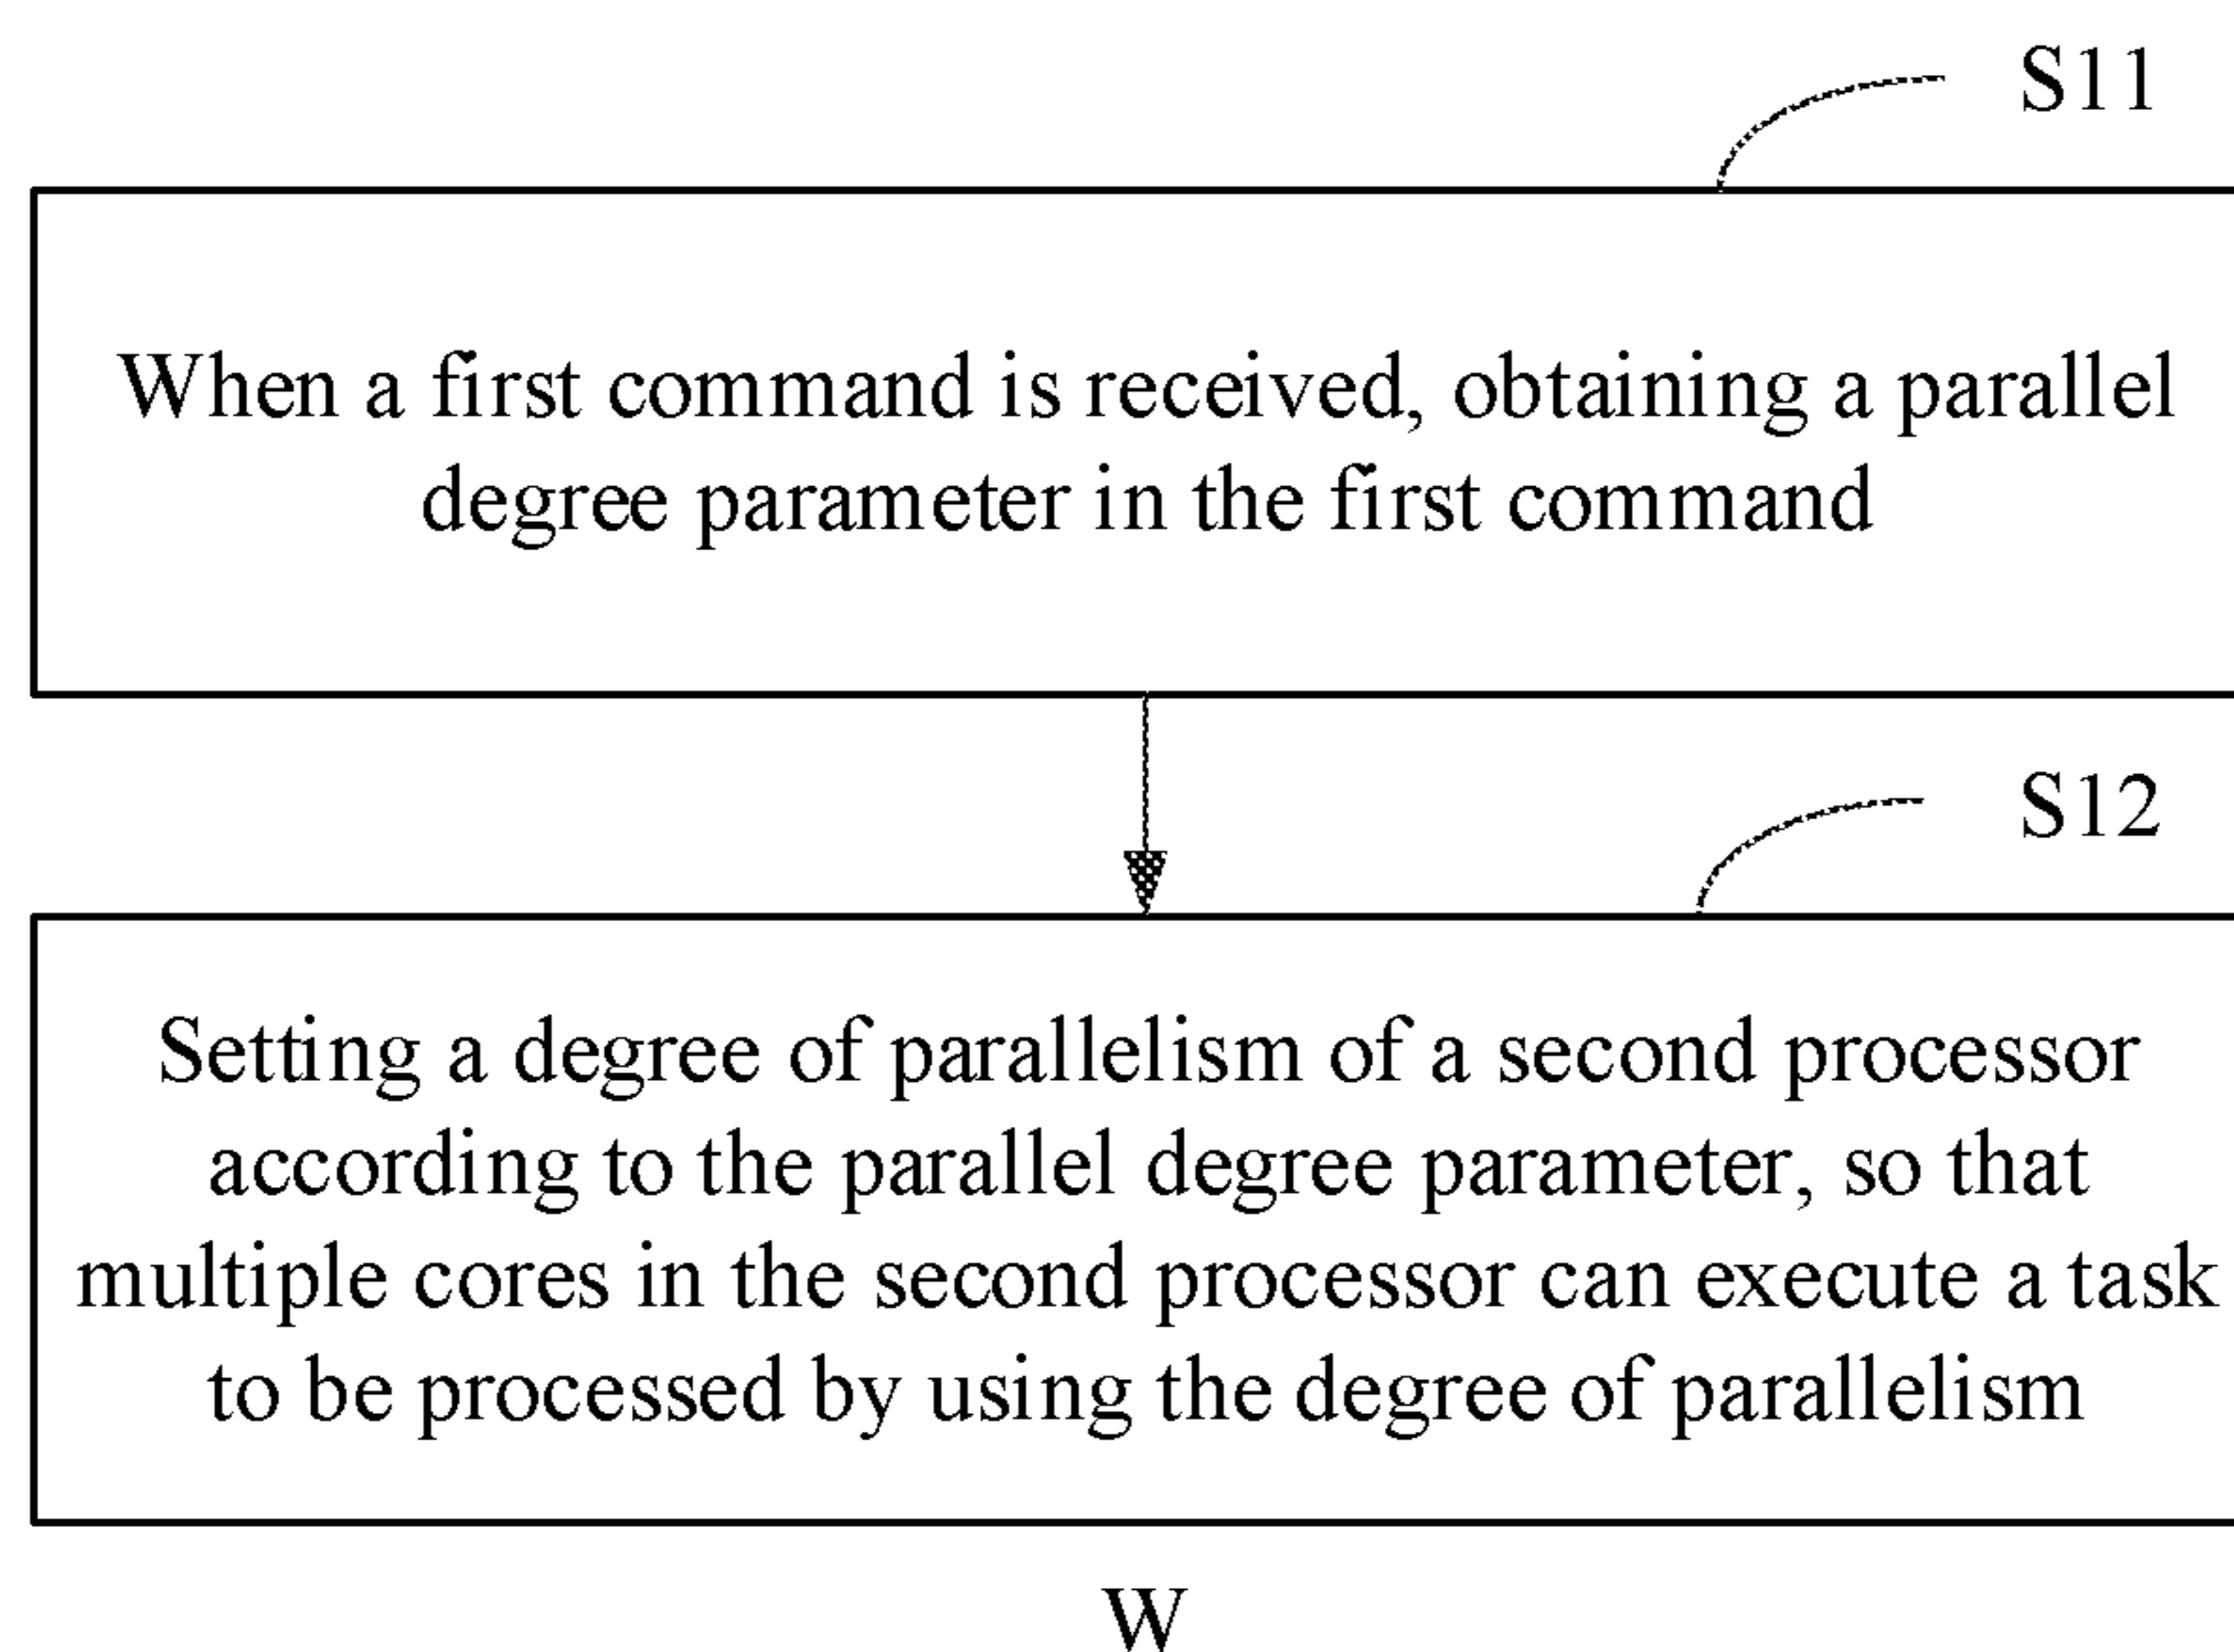 S11
When a first command is received, obtaining a parallel
degree parameter in the first command
S12
Setting a degree of parallelism of a second processor
according to the parallel degree parameter, so that
multiple cores in the second processor can execute a task
to be processed by using the degree of parallelism
W